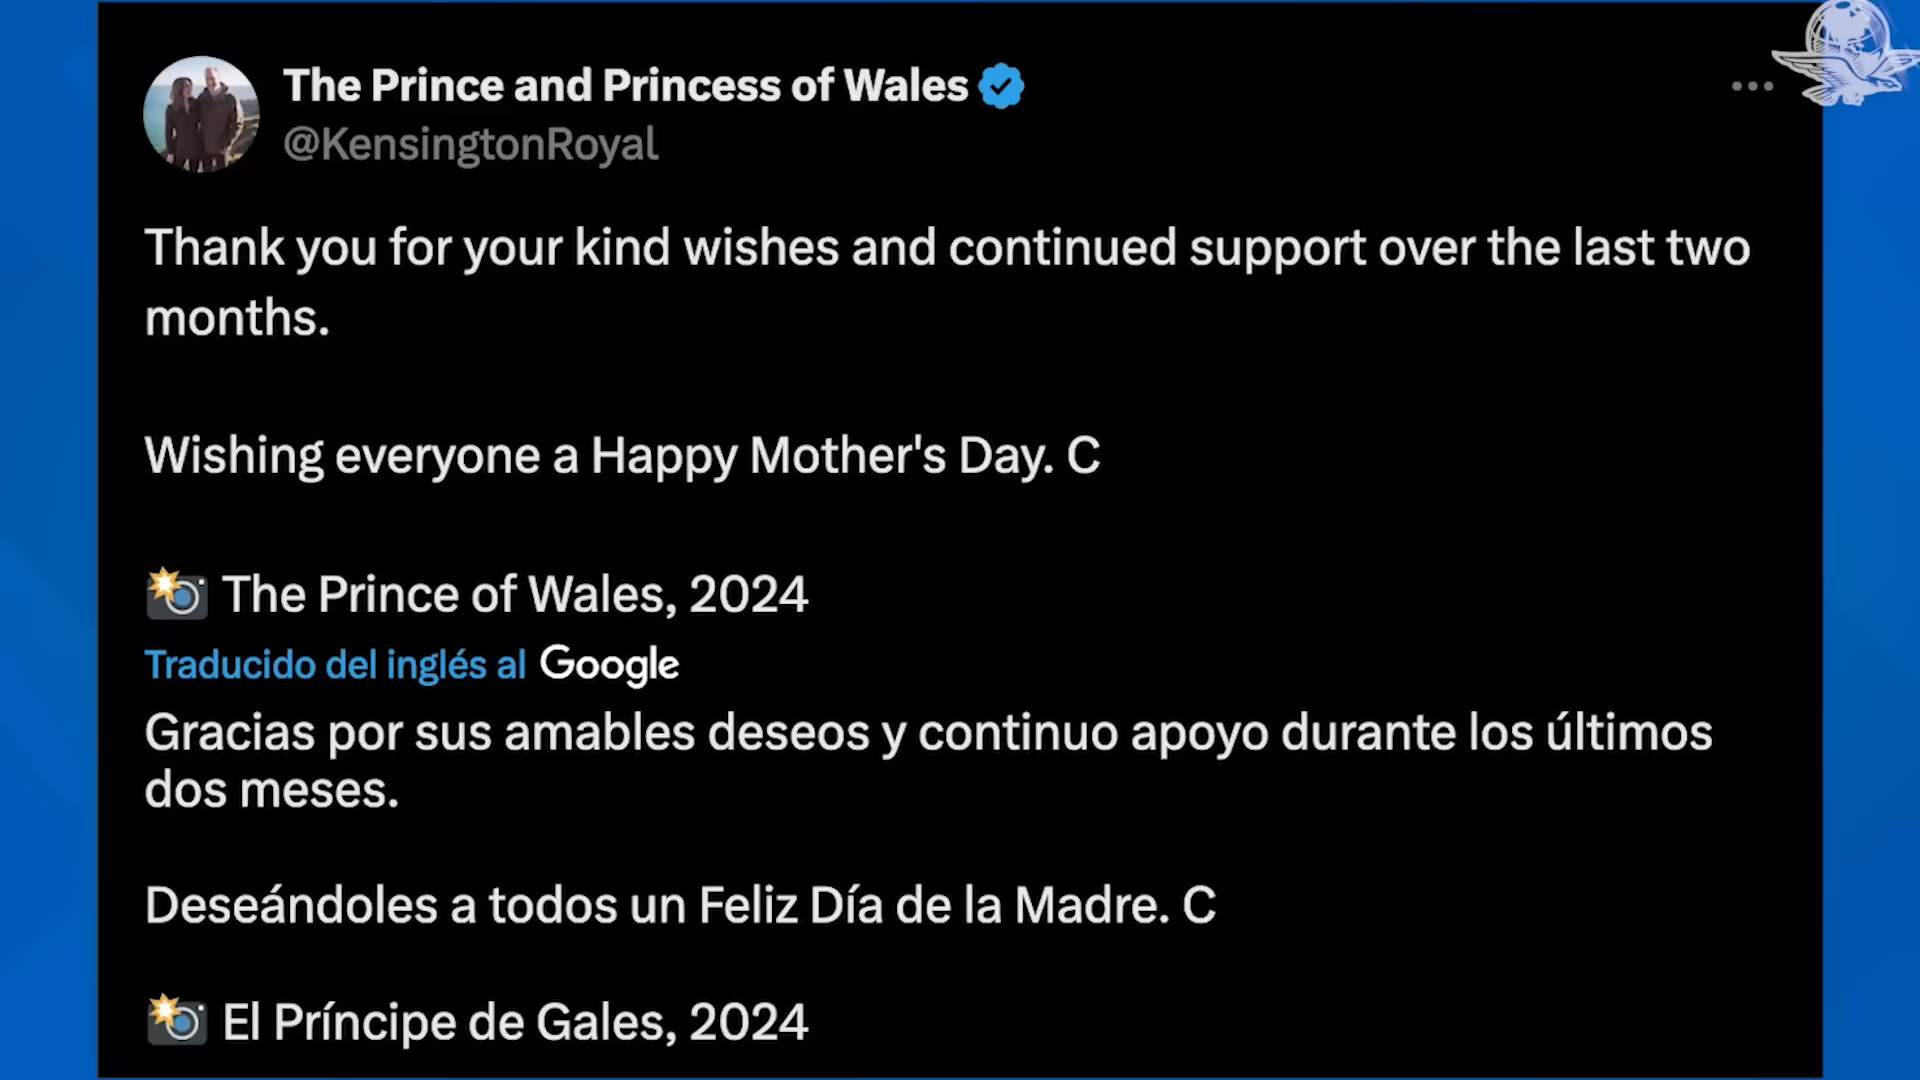 The Prince and Princess of Wales
@KensingtonRoyal
Thank you for your kind wishes and continued support over the last two
months.
Wishing everyone a Happy Mother's Day. C
📸 The Prince of Wales, 2024
Traducido del inglés al Google
Gracias por sus amables deseos y continuo apoyo durante los últimos
dos meses.
Deseándoles a todos un Feliz Día de la Madre. C
📸 El Príncipe de Gales, 2024